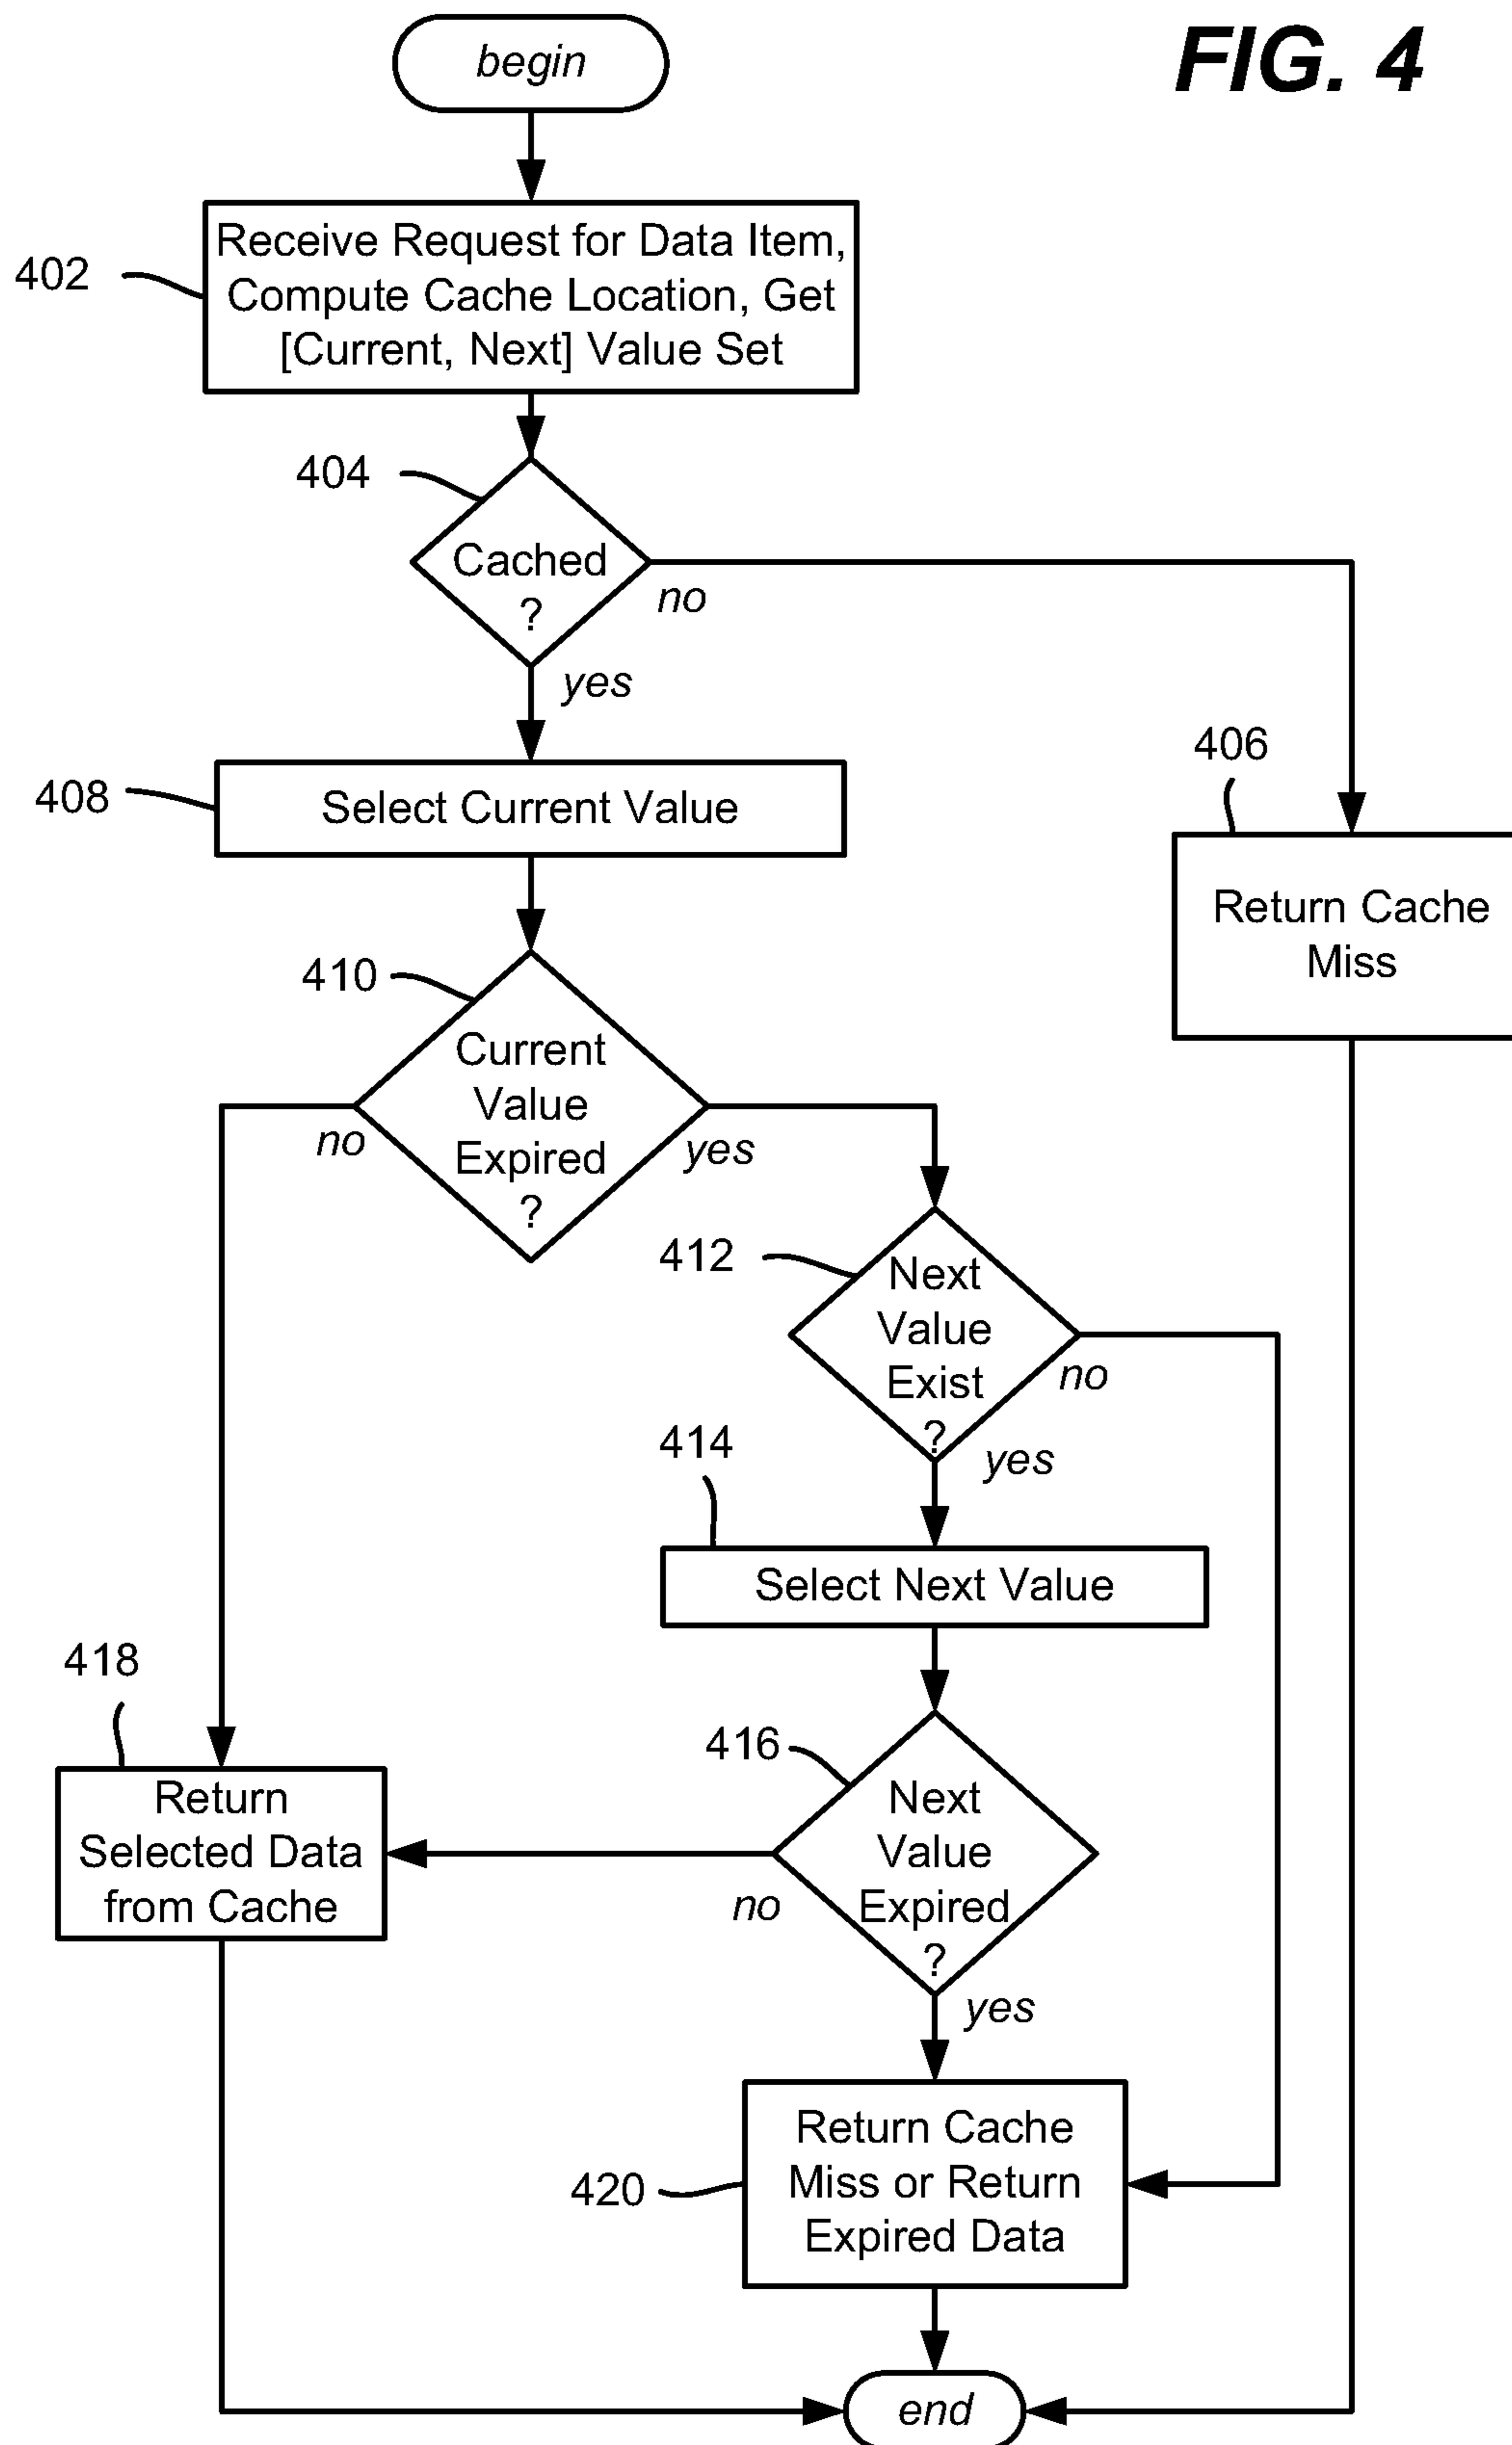 FIG. 4
begin
402
Receive Request for Data Item,
Compute Cache Location, Get
[Current, Next] Value Set
404
Cached
?
no
yes
408
Select Current Value
406
Return Cache
Miss
410
Current
Value
Expired
?
no
yes
412
Next
Value
Exist
?
no
yes
414
Select Next Value
418
Return
Selected Data
from Cache
416
Next
Value
Expired
?
no
yes
420
Return Cache
Miss or Return
Expired Data
end